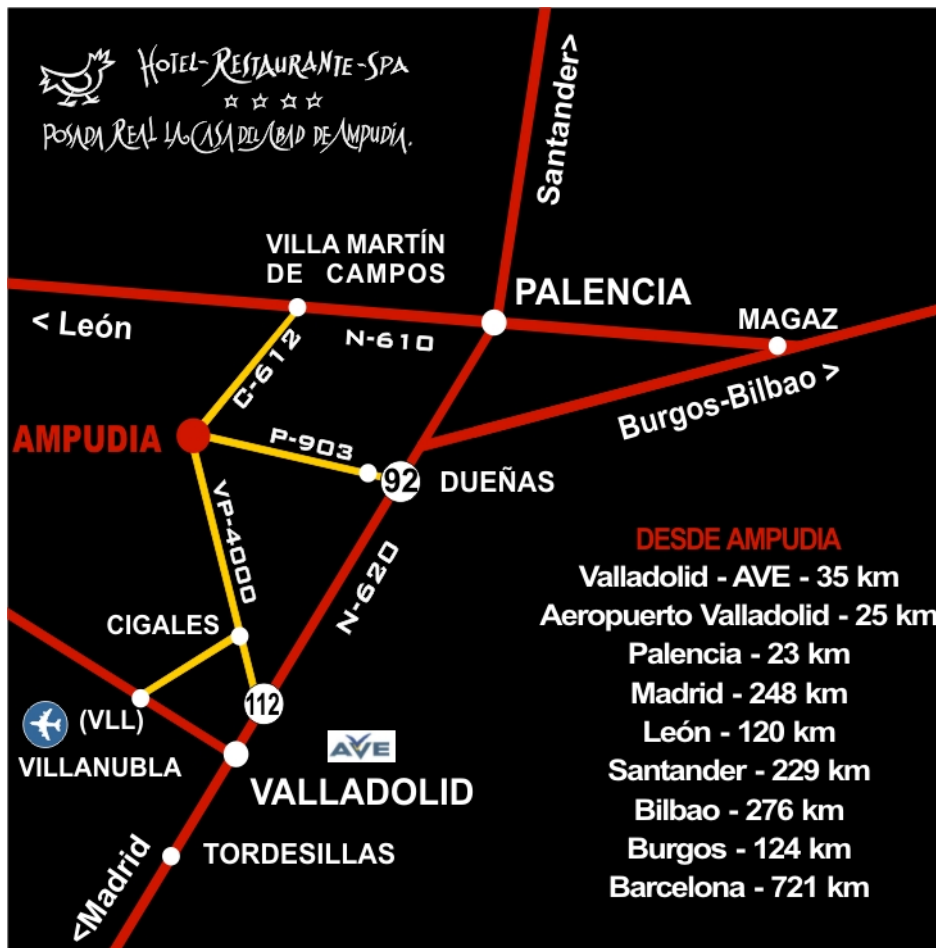 HOTEL-RESTAURANTE-SPA
POSADA REAL LA CASA DEL ABAD DE AMPUDIA.
Santander>
VILLA MARTÍN
DE CAMPOS
PALENCIA
MAGAZ
< León
N-610
C-612
Burgos-Bilbao >
AMPUDIA
P-903
92
DUEÑAS
VP-4000
N-620
CIGALES
112
(VLL)
VILLANUBLA
AVE
VALLADOLID
TORDESILLAS
<Madrid
DESDE AMPUDIA
Valladolid - AVE - 35 km
Aeropuerto Valladolid - 25 km
Palencia - 23 km
Madrid - 248 km
León - 120 km
Santander - 229 km
Bilbao - 276 km
Burgos - 124 km
Barcelona - 721 km